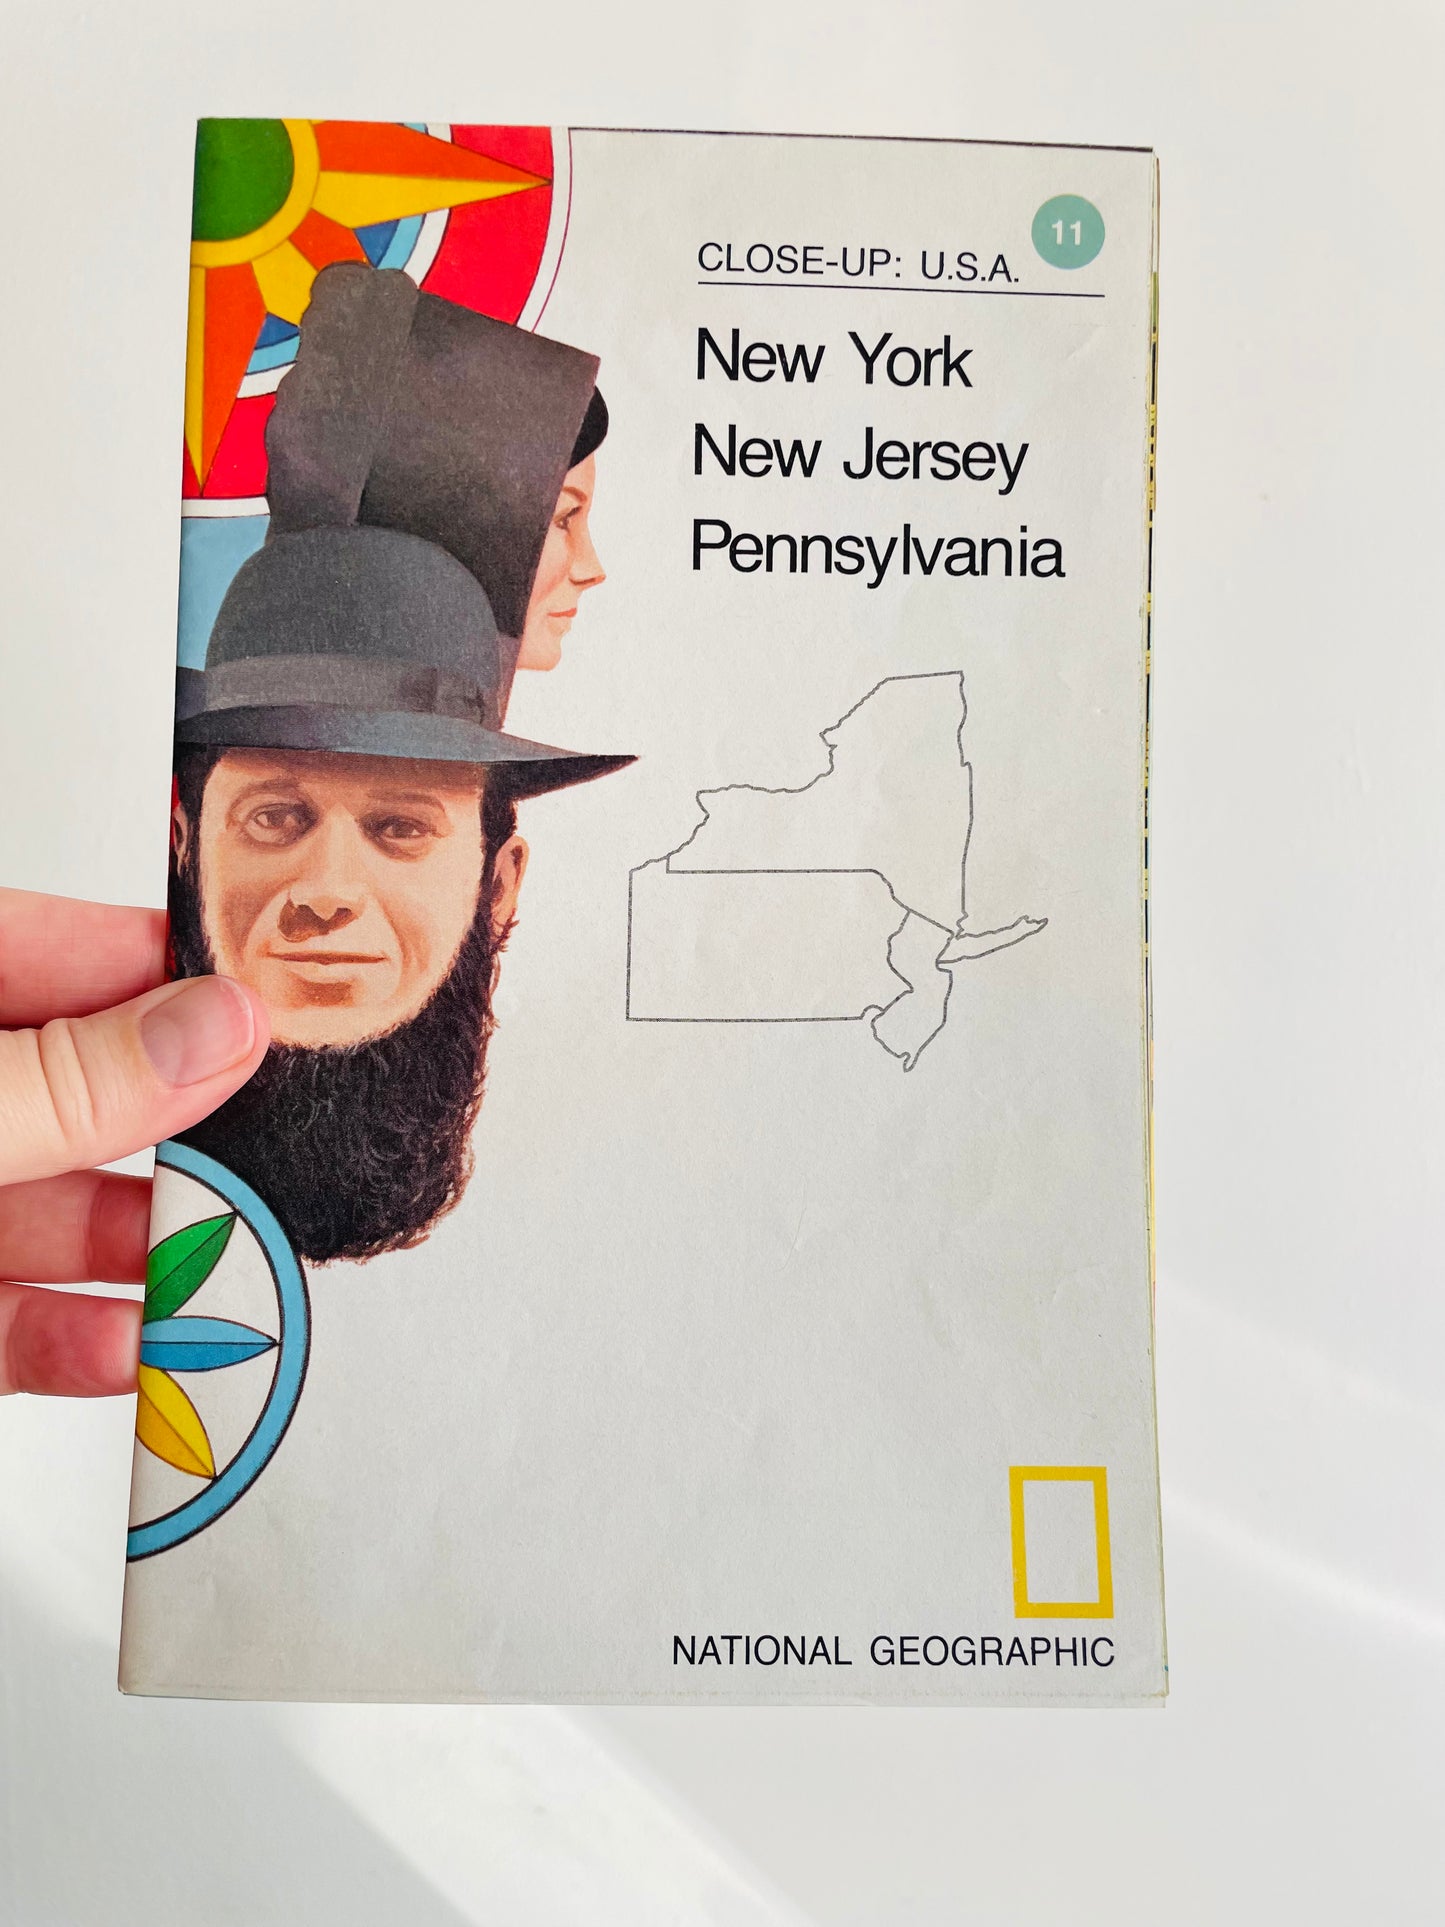 11
CLOSE-UP: U.S.A.
New York
New Jersey
Pennsylvania
NATIONAL GEOGRAPHIC